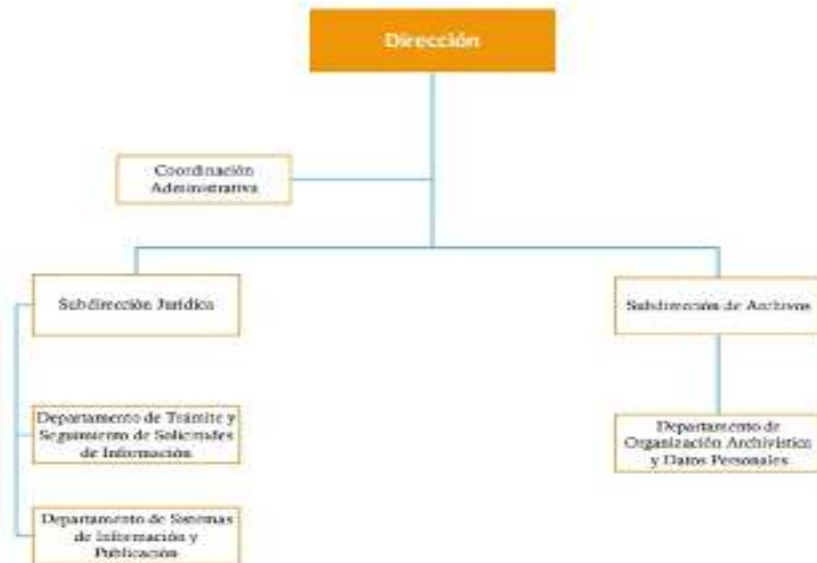 Dirección
Coordinación
Administrativa
Subdirección Jurídica
Subdirección de Archivos
Departamento de Trámite y
Seguimiento de Solicitudes
de Información
Departamento de
Organización Archivística
y Datos Personales
Departamento de Sistemas
de Información y
Publicación